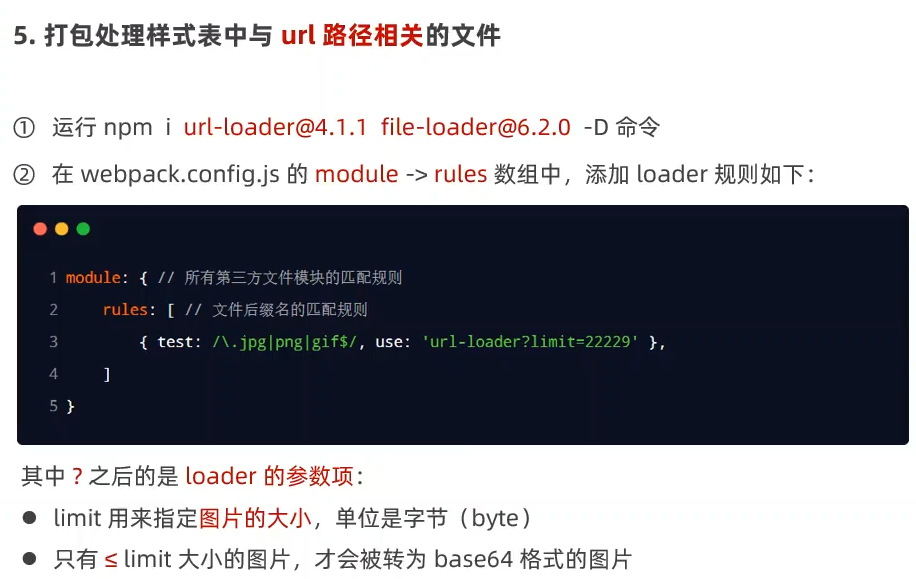 5. 打包处理样式表中与 url 路径相关的文件
① 运行 npm i url-loader@4.1.1 file-loader@6.2.0 -D 命令
② 在 webpack.config.js 的 module -> rules 数组中，添加 loader 规则如下：
1 module: { // 所有第三方文件模块的匹配规则
2     rules: [ // 文件后缀名的匹配规则
3         { test: /\.jpg|png|gif$/, use: 'url-loader?limit=22229' },
4     ]
5 }
其中 ? 之后的是 loader 的参数项：
● limit 用来指定图片的大小，单位是字节（byte）
● 只有 ≤ limit 大小的图片，才会被转为 base64 格式的图片